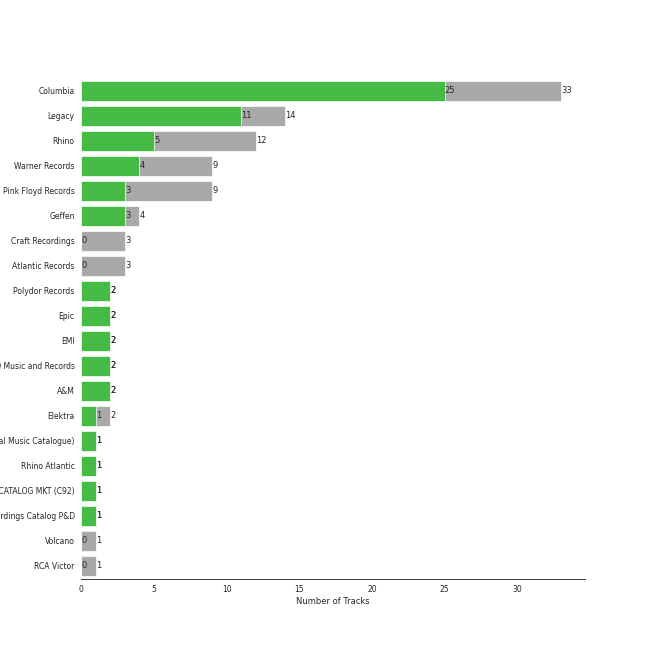 Columbia 25 33
Legacy 11 14
Rhino 5 12
Warner Records 4 9
Pink Floyd Records 3 9
Geffen 3 4
Craft Recordings 0 3
Atlantic Records 0 3
Polydor Records 2
Epic 2
EMI 2
Music and Records 2
A&M 2
Elektra 1 2
Music Catalogue) 1
Rhino Atlantic 1
CATALOG MKT (C92) 1
Catalog P&D 1
Volcano 0 1
RCA Victor 0 1
0 5 10 15 20 25 30
Number of Tracks